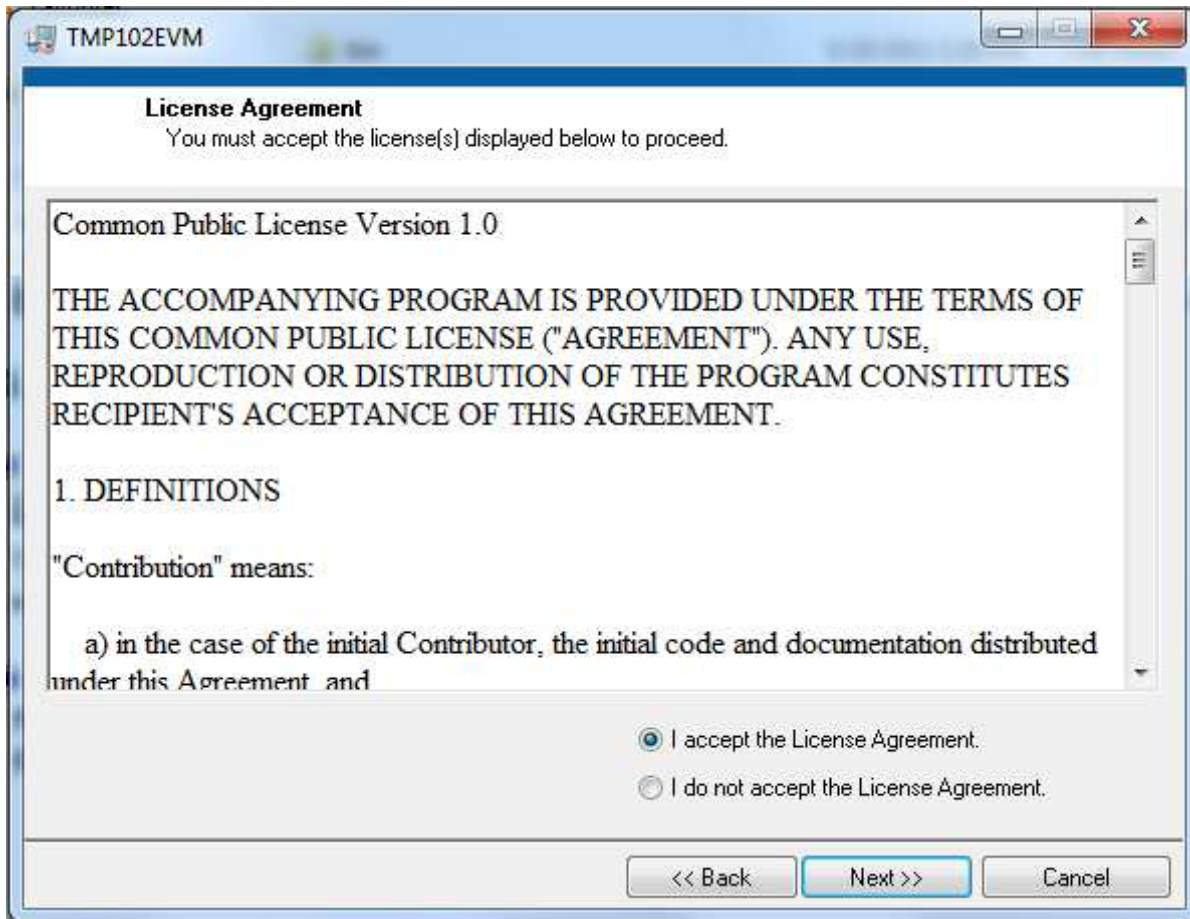 TMP102EVM
License Agreement
You must accept the license(s) displayed below to proceed.
Common Public License Version 1.0
THE ACCOMPANYING PROGRAM IS PROVIDED UNDER THE TERMS OF
THIS COMMON PUBLIC LICENSE ("AGREEMENT"). ANY USE,
REPRODUCTION OR DISTRIBUTION OF THE PROGRAM CONSTITUTES
RECIPIENT'S ACCEPTANCE OF THIS AGREEMENT.
1. DEFINITIONS
"Contribution" means:
a) in the case of the initial Contributor, the initial code and documentation distributed
under this Agreement, and
I accept the License Agreement.
I do not accept the License Agreement.
<< Back
Next >>
Cancel